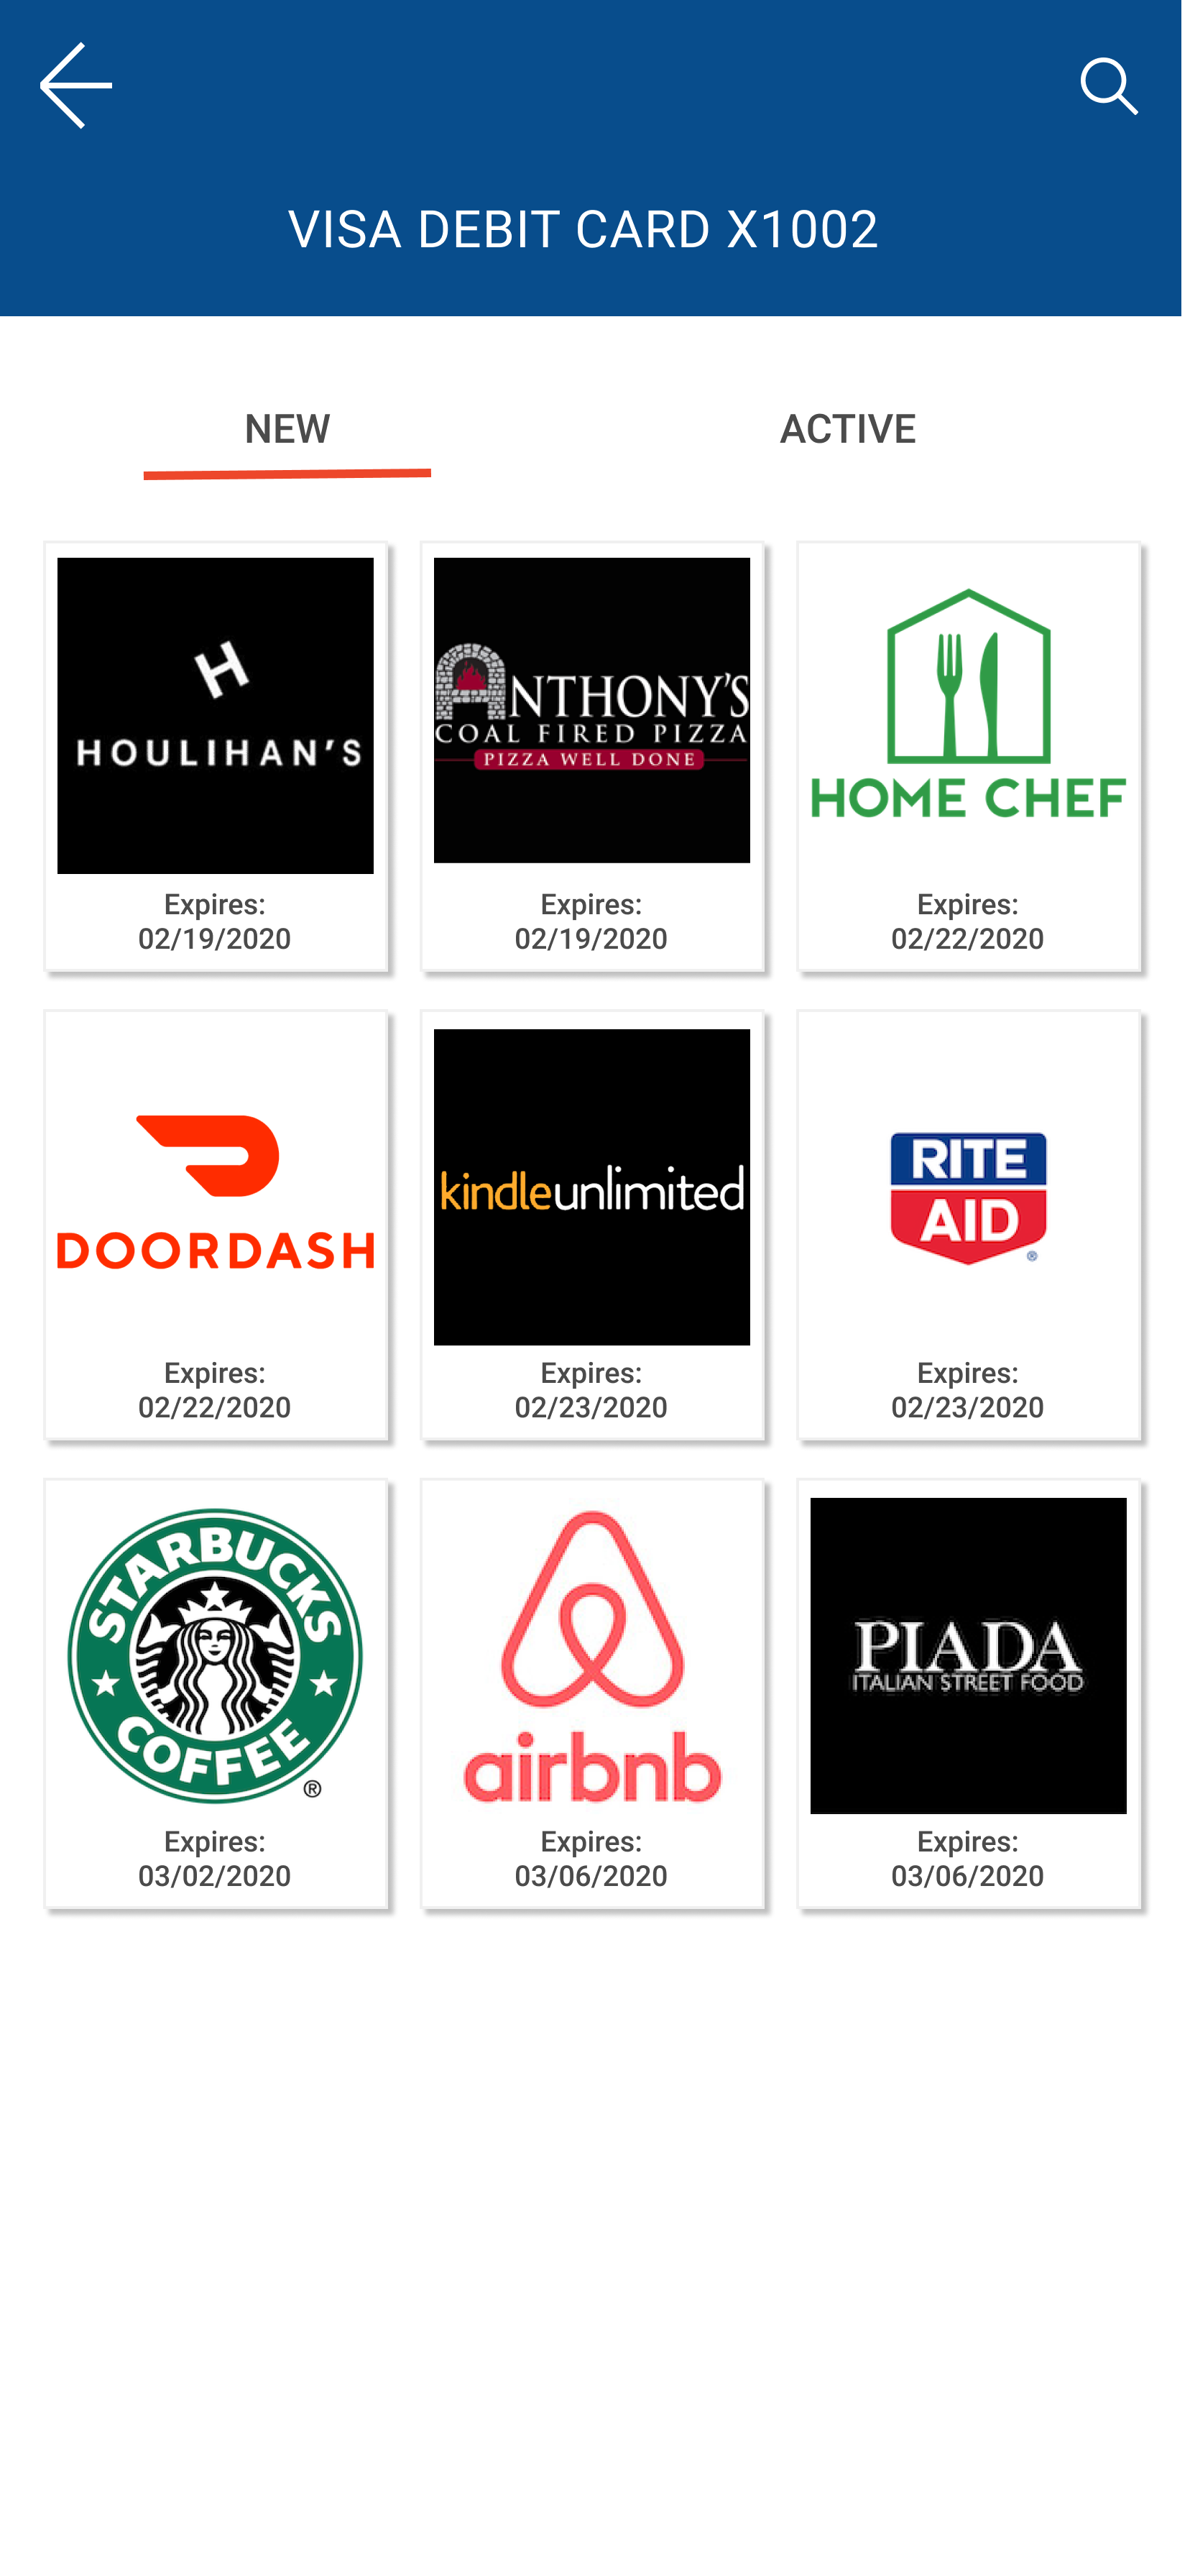 VISA DEBIT CARD X1002
NEW
ACTIVE
H
HOULIHAN'S
Expires:
02/19/2020
ANTHONY'S
COAL FIRED PIZZA
PIZZA WELL DONE
Expires:
02/19/2020
HOME CHEF
Expires:
02/22/2020
DOORDASH
Expires:
02/22/2020
kindleunlimited
Expires:
02/23/2020
RITE
AID
®
Expires:
02/23/2020
STARBUCKS
COFFEE
®
Expires:
03/02/2020
airbnb
Expires:
03/06/2020
PIADA
ITALIAN STREET FOOD
Expires:
03/06/2020